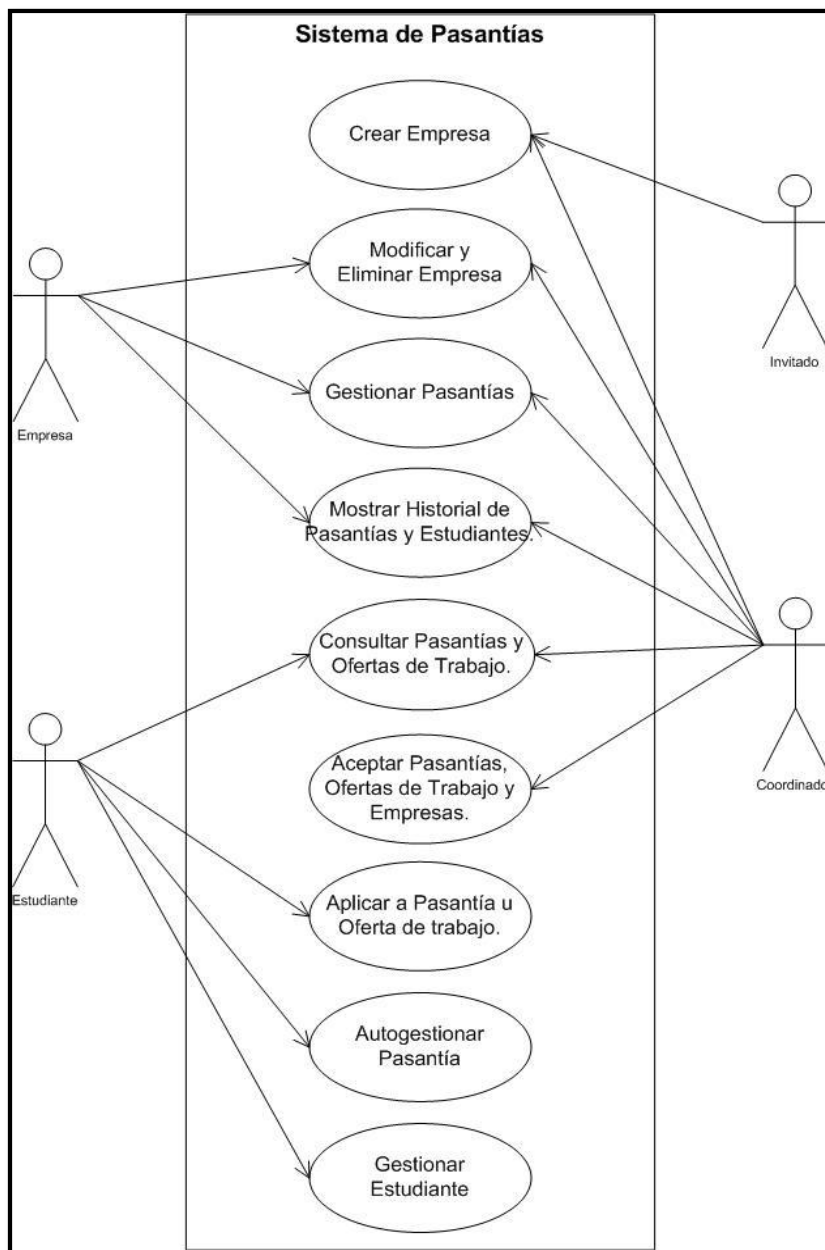 Sistema de Pasantías
Crear Empresa
Modificar y
Eliminar Empresa
Invitado
Gestionar Pasantías
Empresa
Mostrar Historial de
Pasantías y Estudiantes.
Consultar Pasantías y
Ofertas de Trabajo.
Aceptar Pasantías,
Ofertas de Trabajo y
Empresas.
Coordinado
Estudiante
Aplicar a Pasantía u
Oferta de trabajo.
Autogestionar
Pasantía
Gestionar
Estudiante